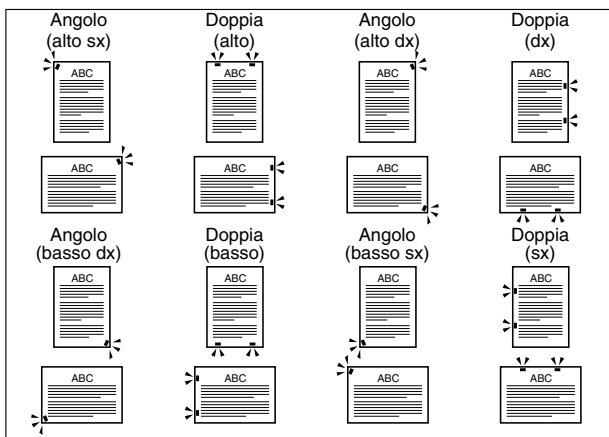 Angolo
(alto sx)
Doppia
(alto)
Angolo
(alto dx)
Doppia
(dx)
ABC
ABC
ABC
ABC
ABC
ABC
ABC
ABC
Angolo
(basso dx)
Doppia
(basso)
Angolo
(basso sx)
Doppia
(sx)
ABC
ABC
ABC
ABC
ABC
ABC
ABC
ABC